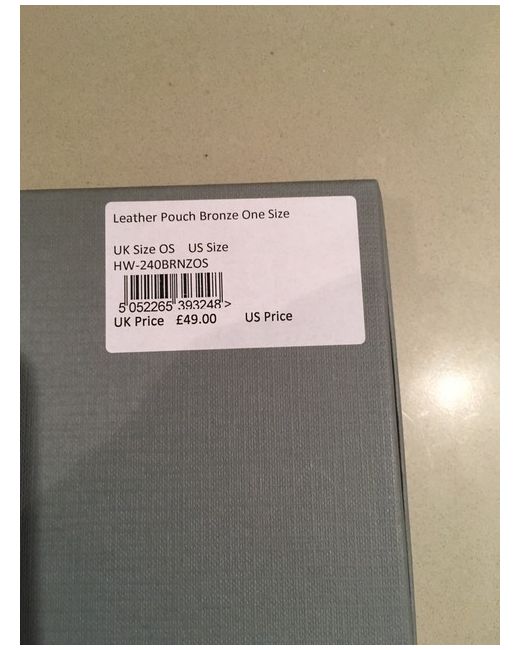 Leather Pouch Bronze One Size
UK Size OS US Size
HW-240BRNZOS
5 052265 393248 >
UK Price £49.00 US Price